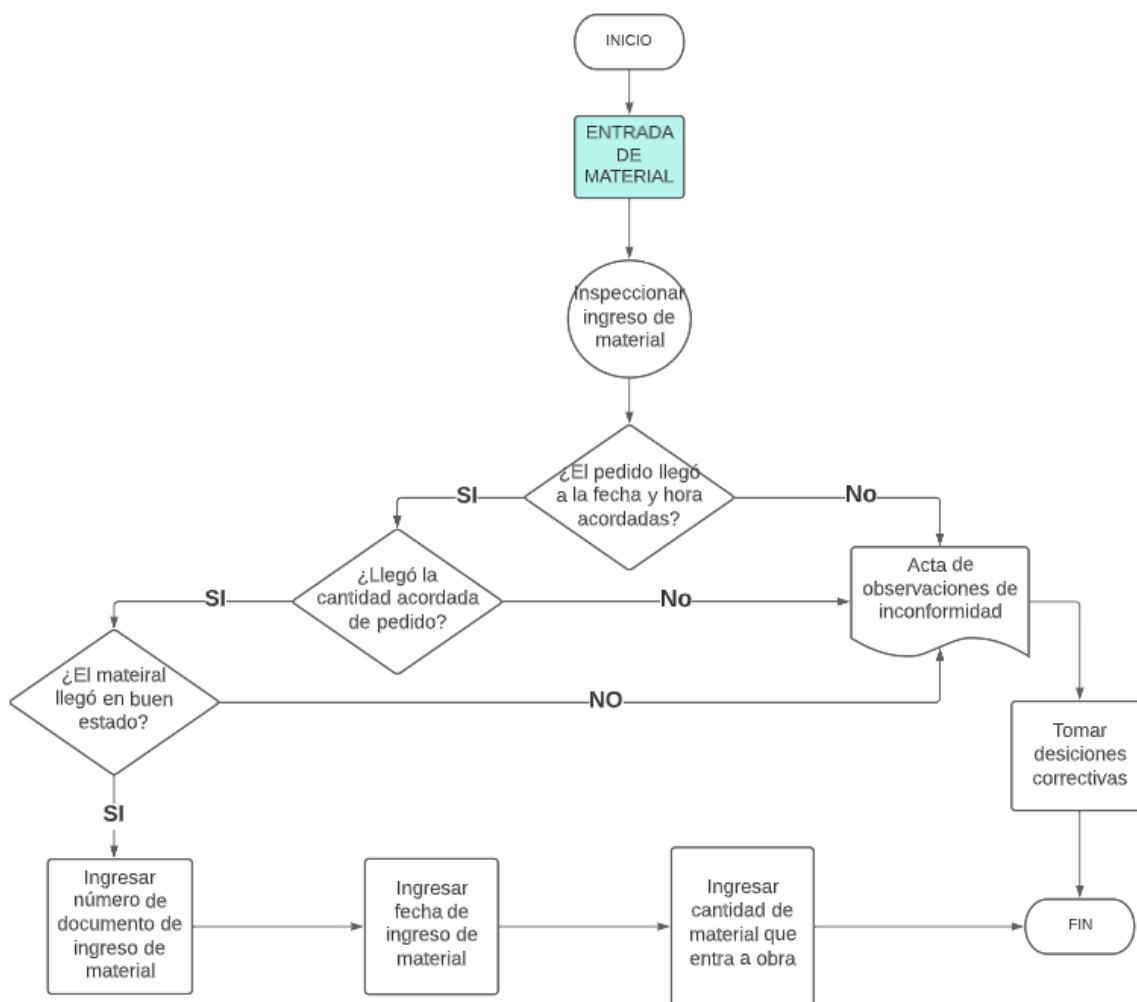 INICIO
ENTRADA
DE
MATERIAL
Inspeccionar
ingreso de
material
¿El pedido llegó
a la fecha y hora
acordadas?
SI
No
¿Llegó la
cantidad acordada
de pedido?
SI
No
Acta de
observaciones de
inconformidad
¿El mateiral
llegó en buen
estado?
NO
SI
Tomar
desiciones
correctivas
Ingresar
número de
documento de
ingreso de
material
Ingresar
fecha de
ingreso de
material
Ingresar
cantidad de
material que
entra a obra
FIN